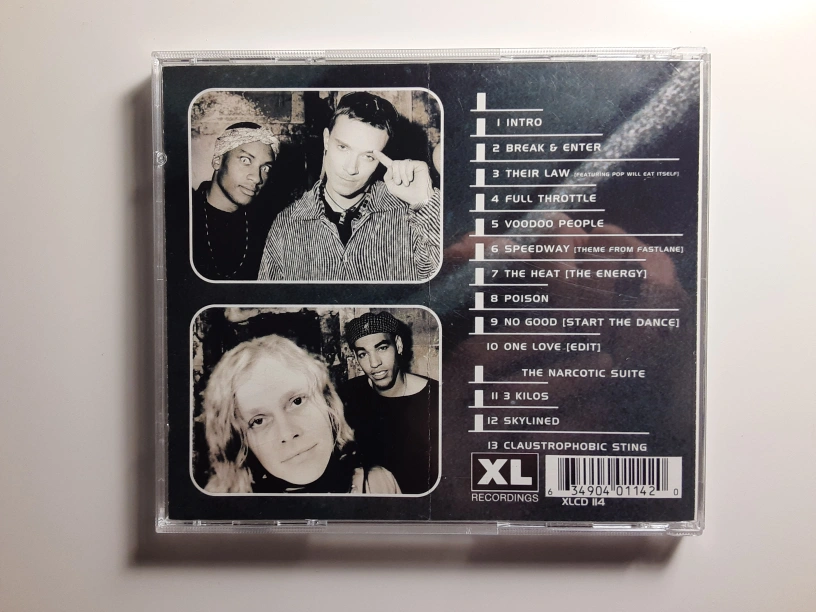 1 INTRO
2 BREAK & ENTER
3 THEIR LAW [FEATURING POP WILL EAT ITSELF]
4 FULL THROTTLE
5 VOODOO PEOPLE
6 SPEEDWAY [THEME FROM FASTLANE]
7 THE HEAT [THE ENERGY]
8 POISON
9 NO GOOD [START THE DANCE]
10 ONE LOVE [EDIT]
THE NARCOTIC SUITE
11 3 KILOS
12 SKYLINED
13 CLAUSTROPHOBIC STING
XL
RECORDINGS
6 34904 01142 0
XLCD 114